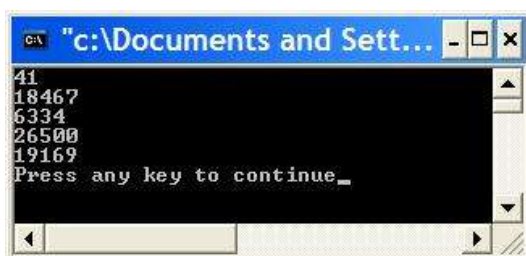 "c:\Documents and Sett...
41
18467
6334
26500
19169
Press any key to continue_